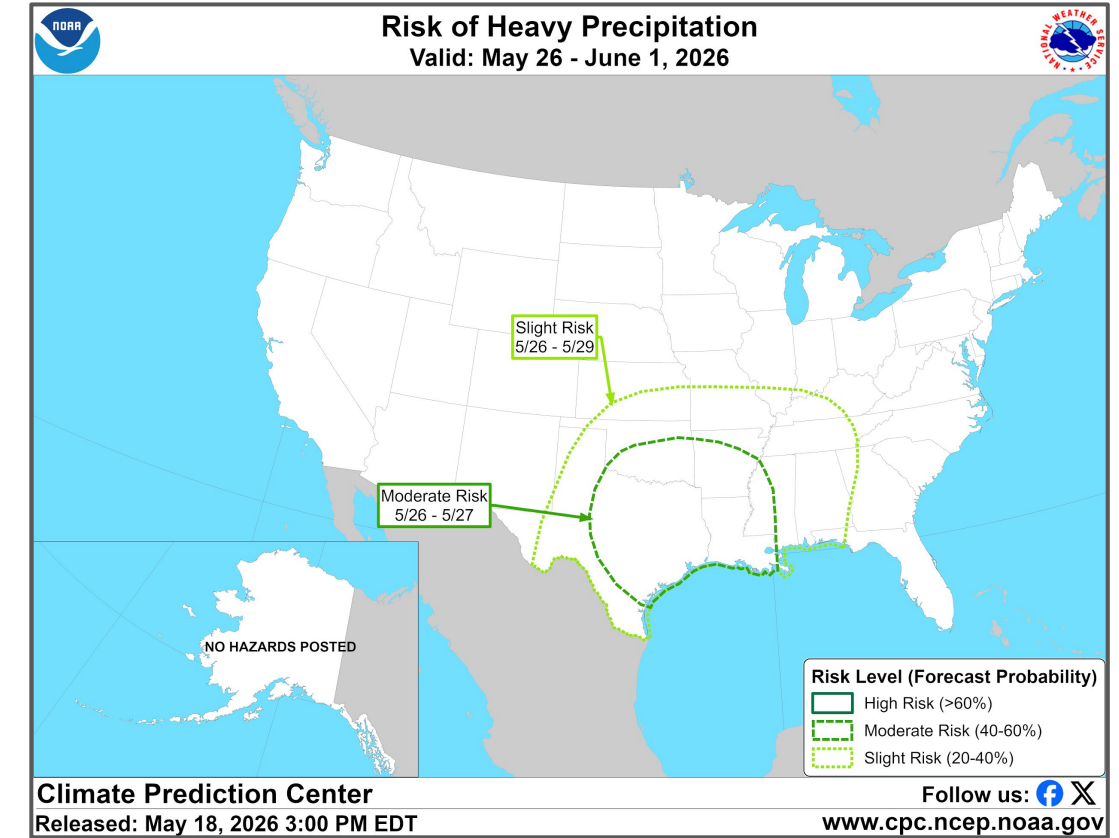 NOAA
Risk of Heavy Precipitation
Valid: May 26 - June 1, 2026
NATIONAL WEATHER SERVICE
Slight Risk
5/26 - 5/29
Moderate Risk
5/26 - 5/27
NO HAZARDS POSTED
Risk Level (Forecast Probability)
High Risk (>60%)
Moderate Risk (40-60%)
Slight Risk (20-40%)
Climate Prediction Center
Follow us:
Released: May 18, 2026 3:00 PM EDT
www.cpc.ncep.noaa.gov